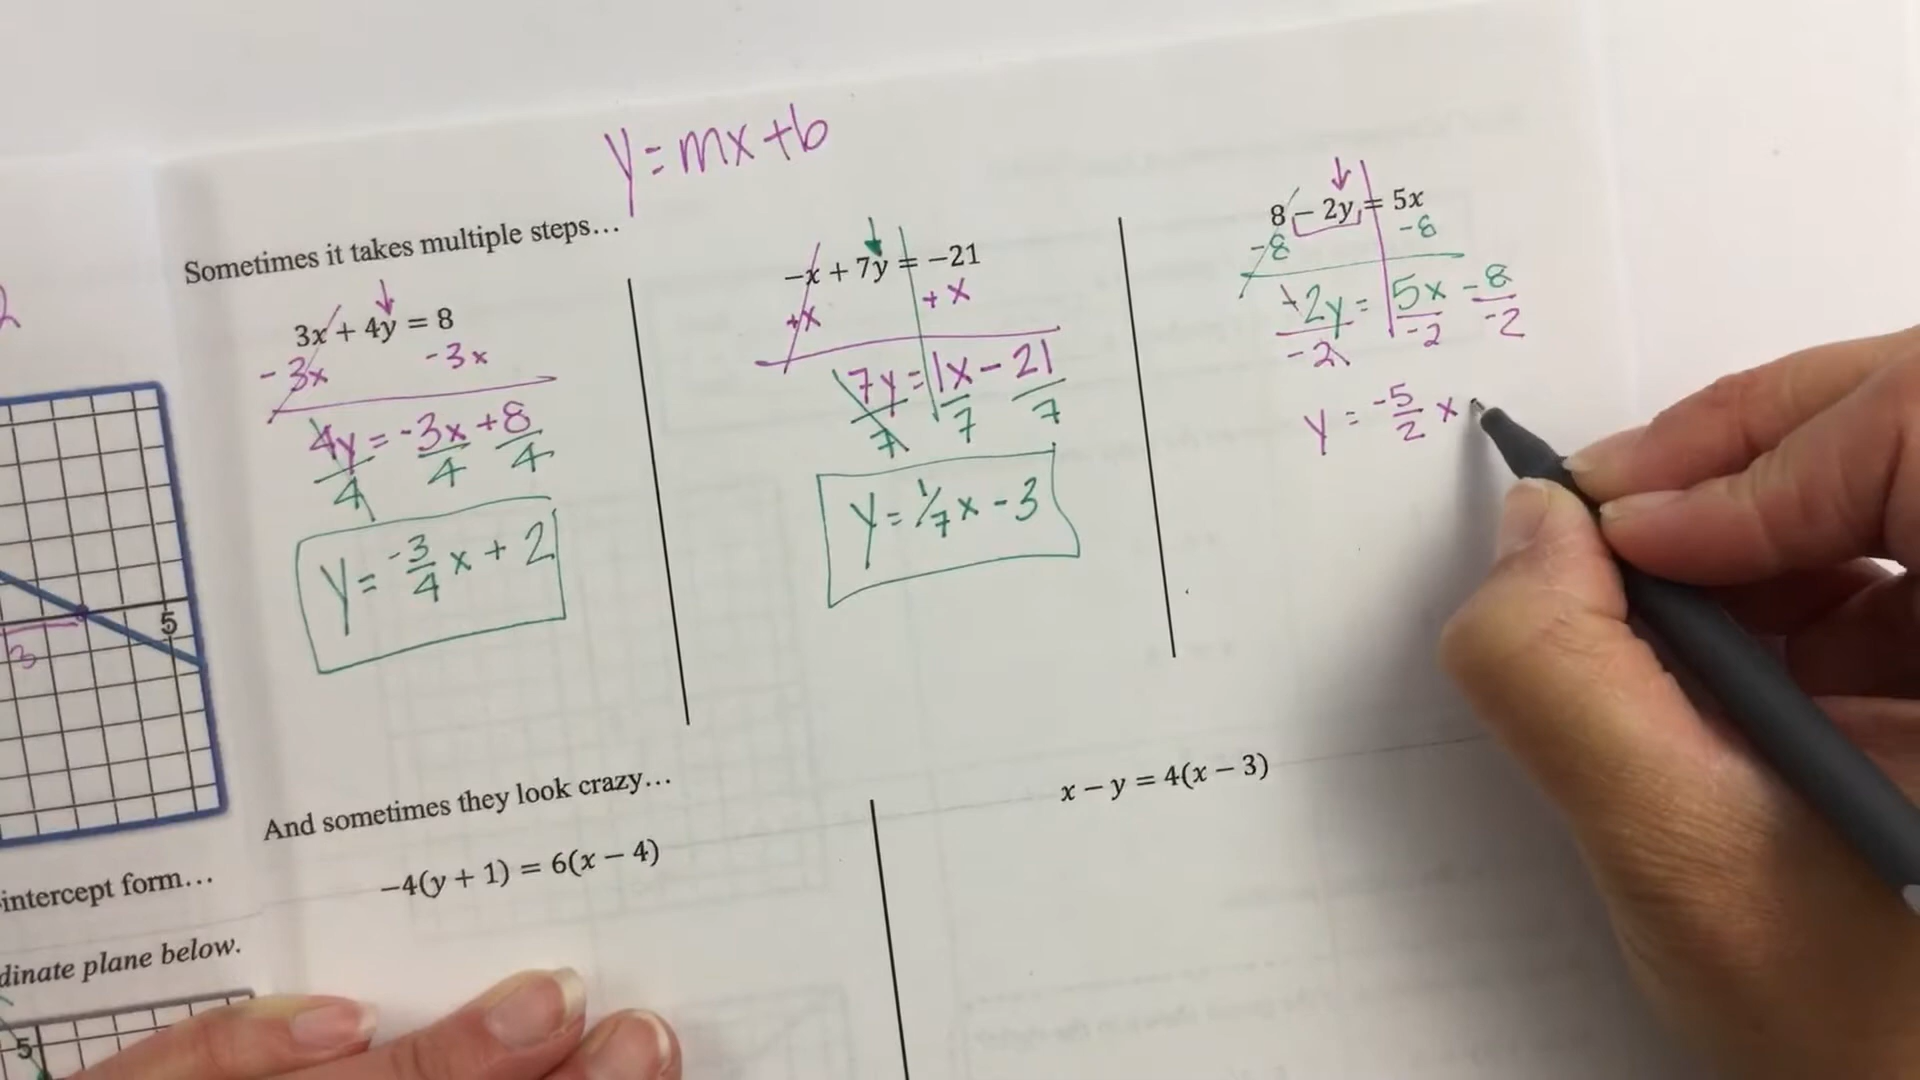 y = mx + b
Sometimes it takes multiple steps…
3x + 4y = 8
-3x -3x
4y = -3x + 8
4 4 4
y = -3/4 x + 2
−x + 7y = −21
+x +x
7y = 1x - 21
7 7 7
y = 1/7 x - 3
8 − 2y = 5x
-8 -8
-2y = 5x - 8
-2 -2 -2
y = -5/2 x
3
5
And sometimes they look crazy…
−4(y + 1) = 6(x − 4)
x − y = 4(x − 3)
-intercept form…
dinate plane below.
5